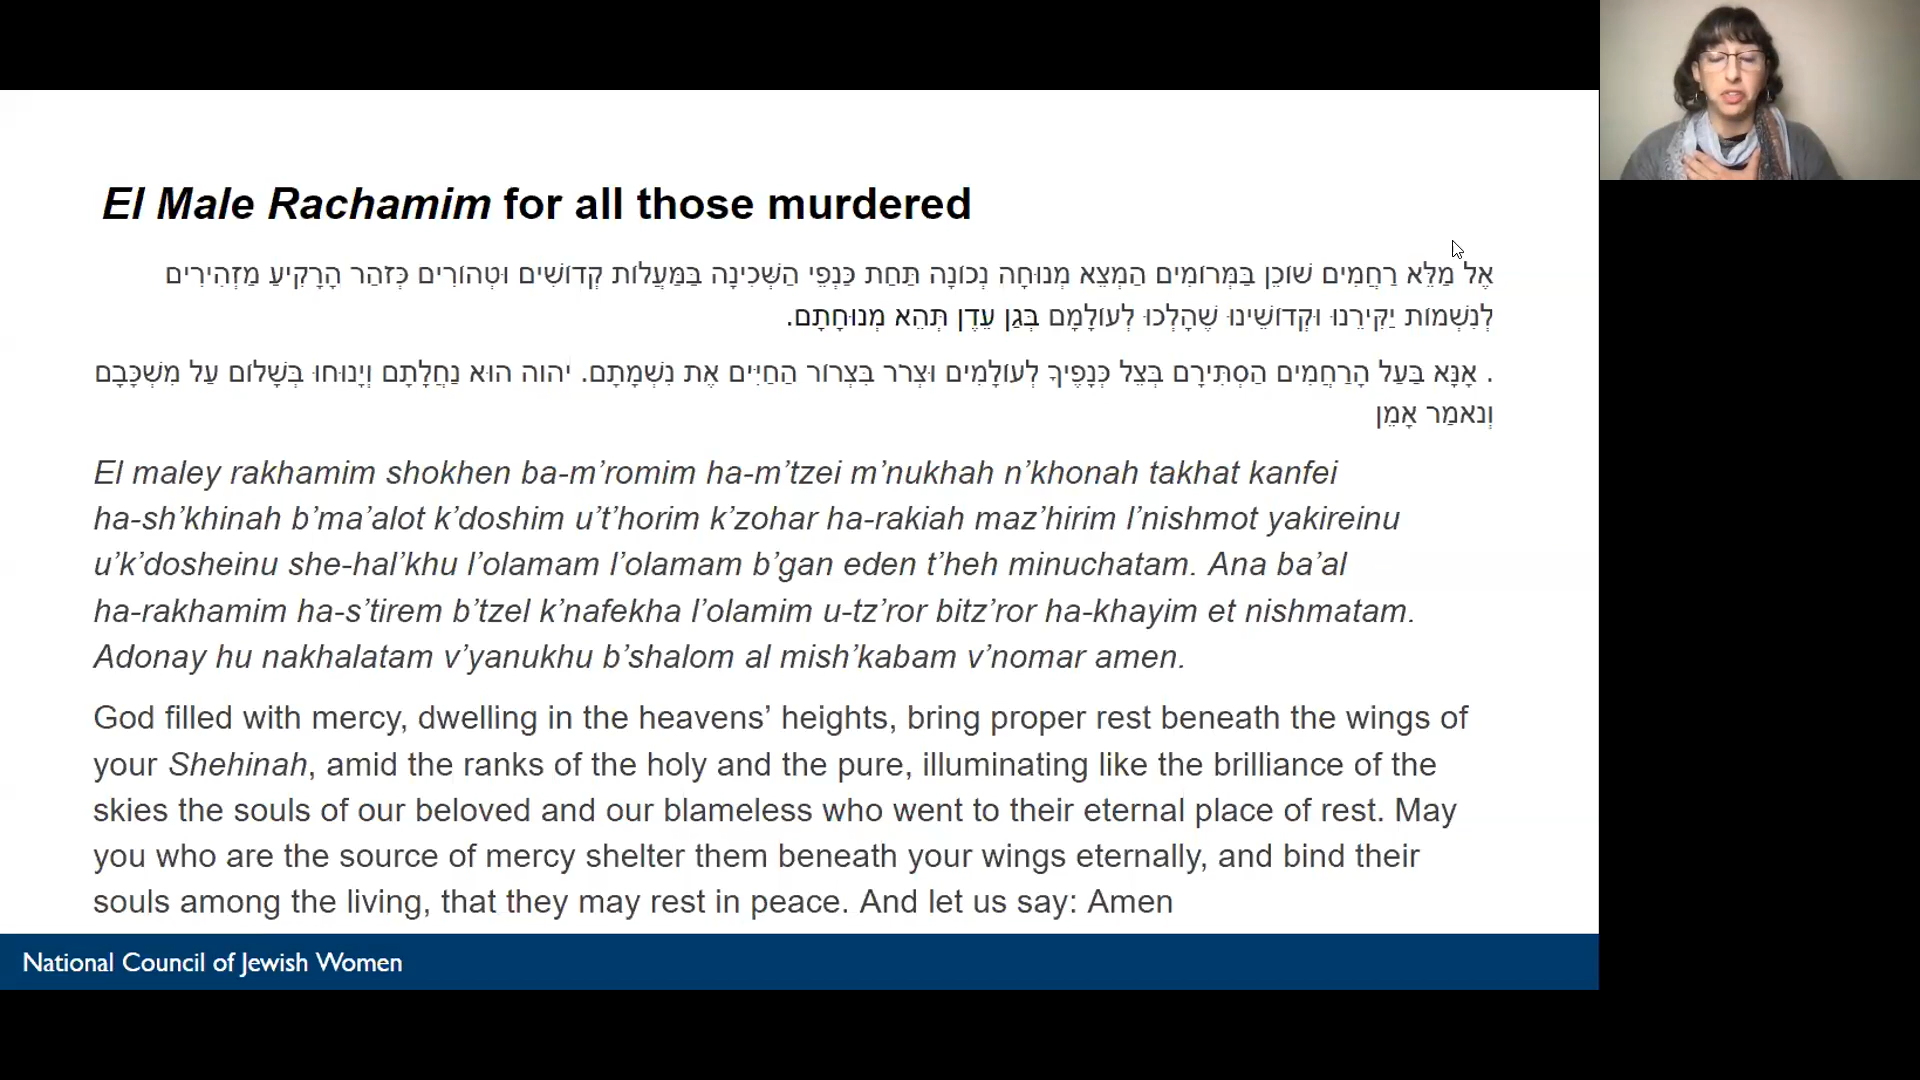 El Male Rachamim for all those murdered
אֶל מַלֵּא רַחֲמִים שׁוֹכֵן בַּמְּרוֹמִים הַמְצֵא מְנוּחָה נְכוֹנָה תַּחַת כַּנְפֵי הַשְּׁכִינָה בַּמַּעֲלוֹת קְדוֹשִׁים וּטְהוֹרִים כְּזֹהַר הָרָקִיעַ מַזְהִירִים
לְנִשְׁמוֹת יַקִּירֵנוּ וּקְדוֹשֵׁינוּ שֶׁהָלְכוּ לְעוֹלָמָם בְּגַן עֵדֶן תְּהֵא מְנוּחָתָם.
. אָנָּא בַּעַל הָרַחֲמִים הַסְתִּירָם בְּצֵל כְּנָפֶיךָ לְעוֹלָמִים וּצְרֹר בִּצְרוֹר הַחַיִּים אֶת נִשְׁמָתָם. יהוה הוּא נַחֲלָתָם וְיָנוּחוּ בְּשָׁלוֹם עַל מִשְׁכָּבָם
וְנֹאמַר אָמֵן
El maley rakhamim shokhen ba-m’romim ha-m’tzei m’nukhah n’khonah takhat kanfei
ha-sh’khinah b’ma’alot k’doshim u’t’horim k’zohar ha-rakiah maz’hirim l’nishmot yakireinu
u’k’dosheinu she-hal’khu l’olamam l’olamam b’gan eden t’heh minuchatam. Ana ba’al
ha-rakhamim ha-s’tirem b’tzel k’nafekha l’olamim u-tz’ror bitz’ror ha-khayim et nishmatam.
Adonay hu nakhalatam v’yanukhu b’shalom al mish’kabam v’nomar amen.
God filled with mercy, dwelling in the heavens’ heights, bring proper rest beneath the wings of
your Shehinah, amid the ranks of the holy and the pure, illuminating like the brilliance of the
skies the souls of our beloved and our blameless who went to their eternal place of rest. May
you who are the source of mercy shelter them beneath your wings eternally, and bind their
souls among the living, that they may rest in peace. And let us say: Amen
National Council of Jewish Women